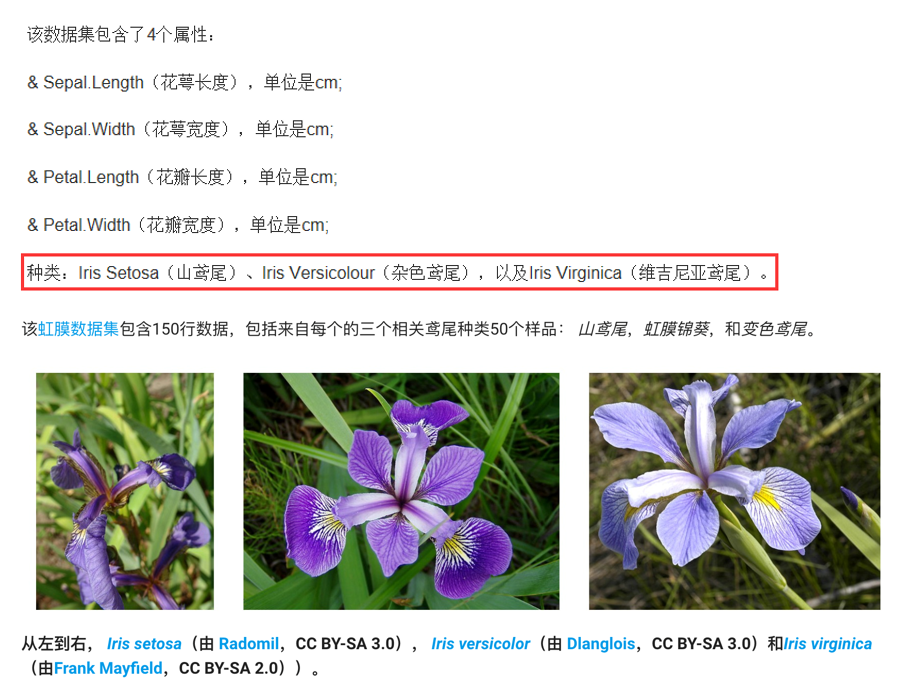 该数据集包含了4个属性：
& Sepal.Length（花萼长度），单位是cm;
& Sepal.Width（花萼宽度），单位是cm;
& Petal.Length（花瓣长度），单位是cm;
& Petal.Width（花瓣宽度），单位是cm;
种类：Iris Setosa（山鸢尾）、Iris Versicolour（杂色鸢尾），以及Iris Virginica（维吉尼亚鸢尾）。
该虹膜数据集包含150行数据，包括来自每个的三个相关鸢尾种类50个样品： 山鸢尾，虹膜锦葵，和变色鸢尾。
从左到右， Iris setosa（由 Radomil，CC BY-SA 3.0）， Iris versicolor（由 Dlanglois，CC BY-SA 3.0）和Iris virginica
（由Frank Mayfield，CC BY-SA 2.0））。